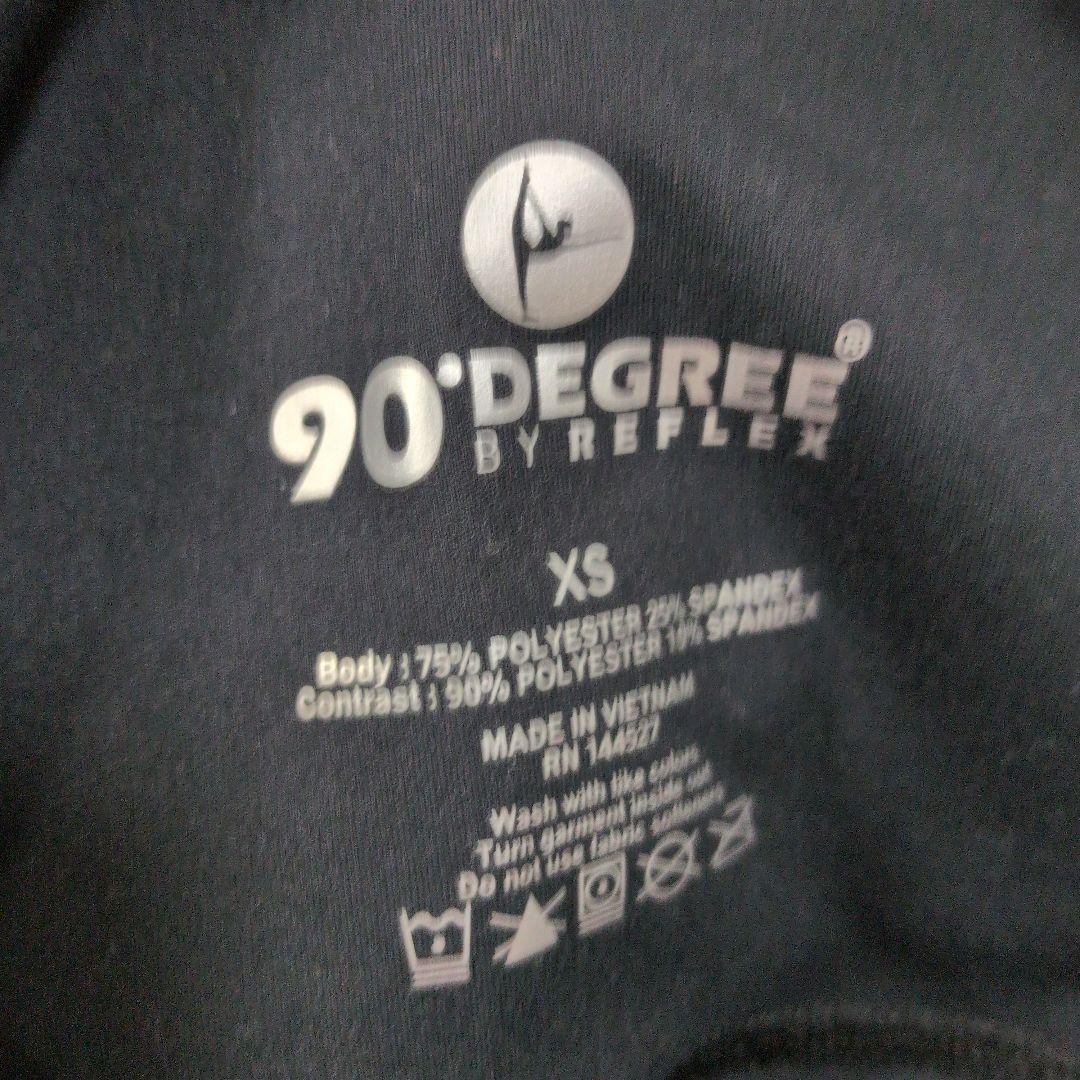 90° DEGREE®
BY REFLEX
XS
Body : 75% POLYESTER 25% SPANDEX
Contrast : 90% POLYESTER 10% SPANDEX
MADE IN VIETNAM
RN 144527
Wash with like colors
Turn garment inside out
Do not use fabric softeners